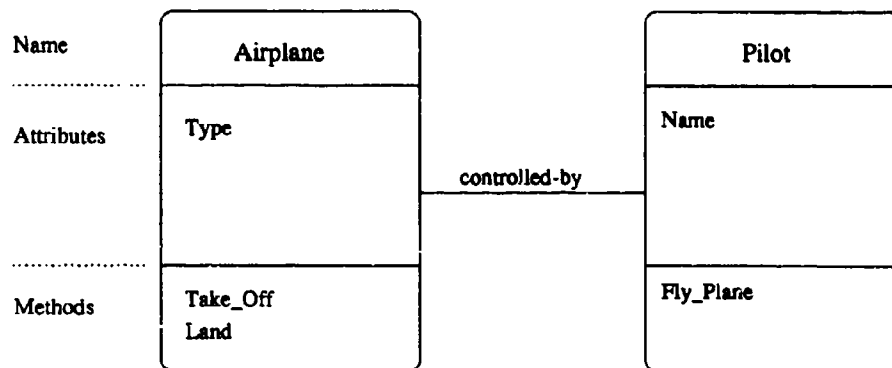 Name
Airplane
Pilot
Attributes
Type
Name
controlled-by
Methods
Take_Off
Land
Fly_Plane